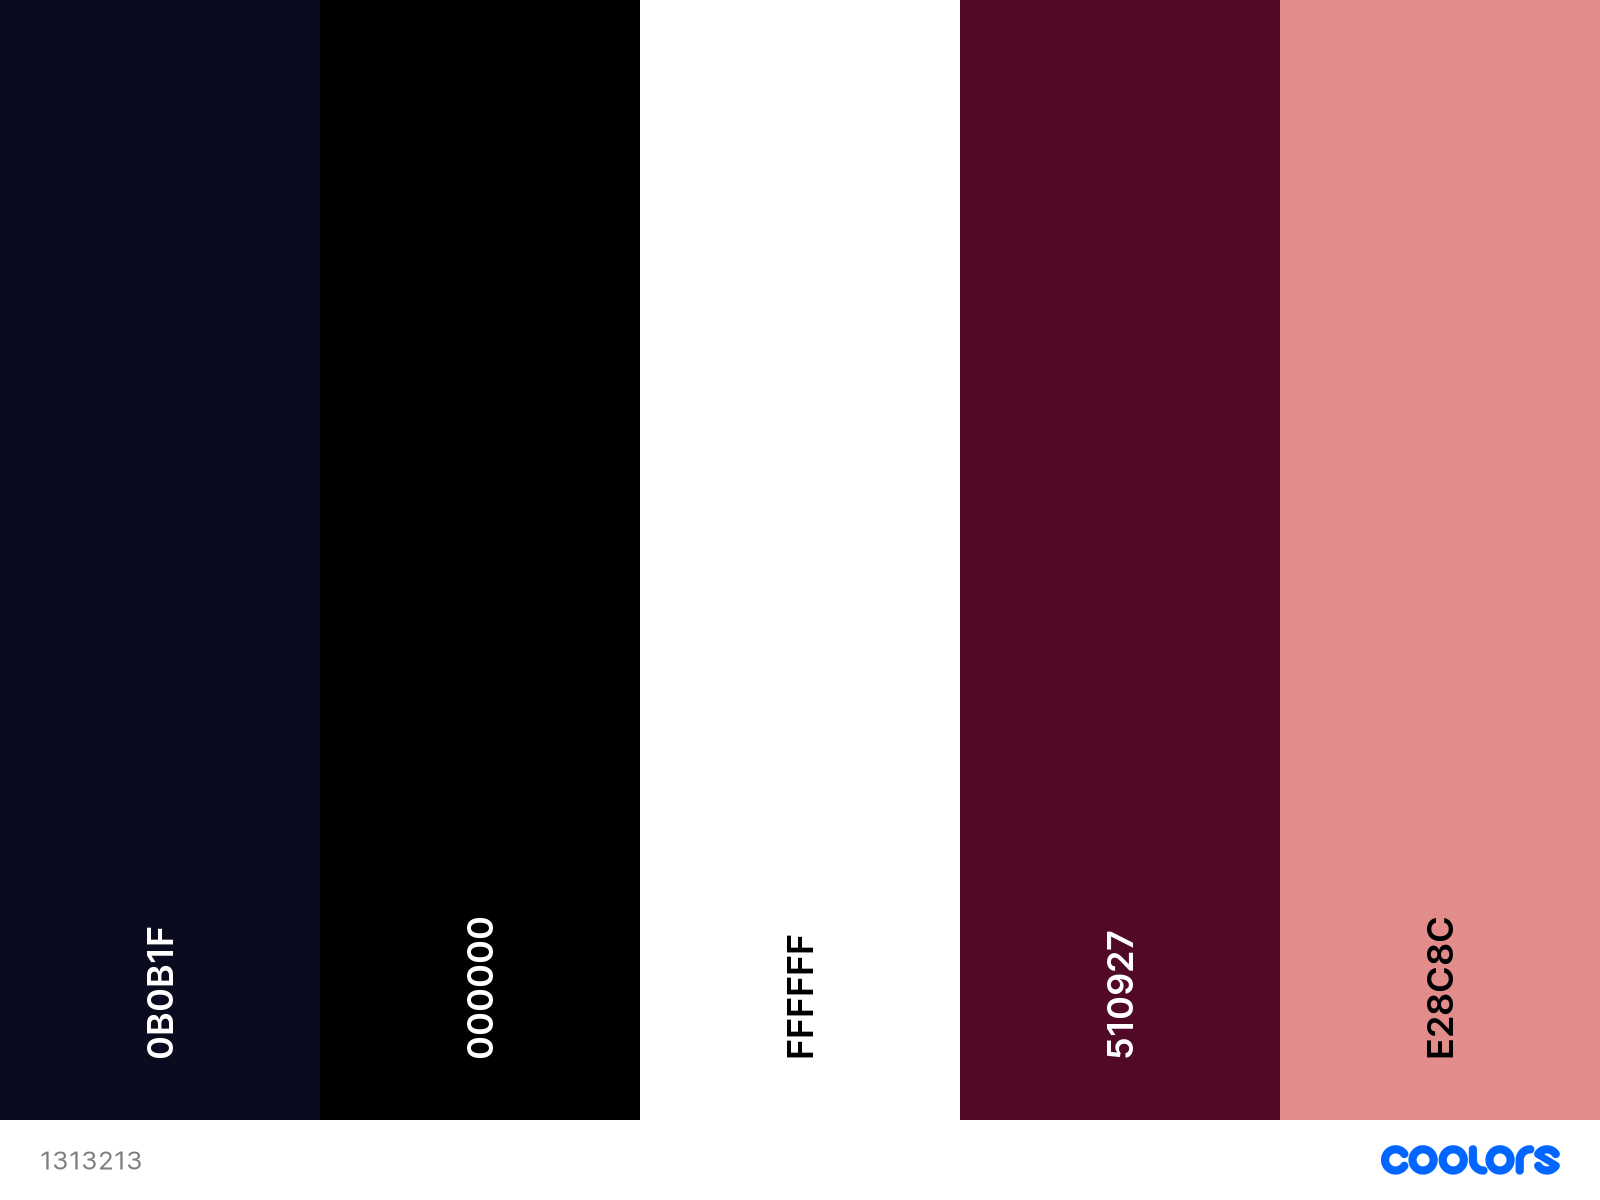 0B0B1F
000000
FFFFFF
510927
E28C8C
1313213
coolors